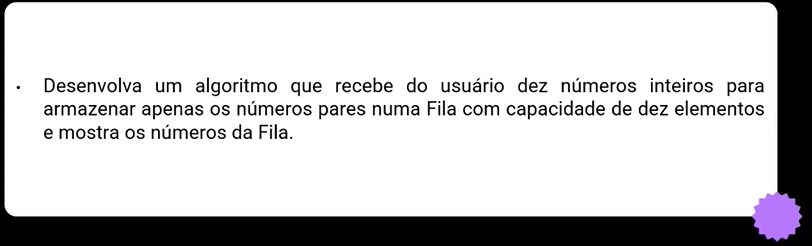 • Desenvolva um algoritmo que recebe do usuário dez números inteiros para
armazenar apenas os números pares numa Fila com capacidade de dez elementos
e mostra os números da Fila.